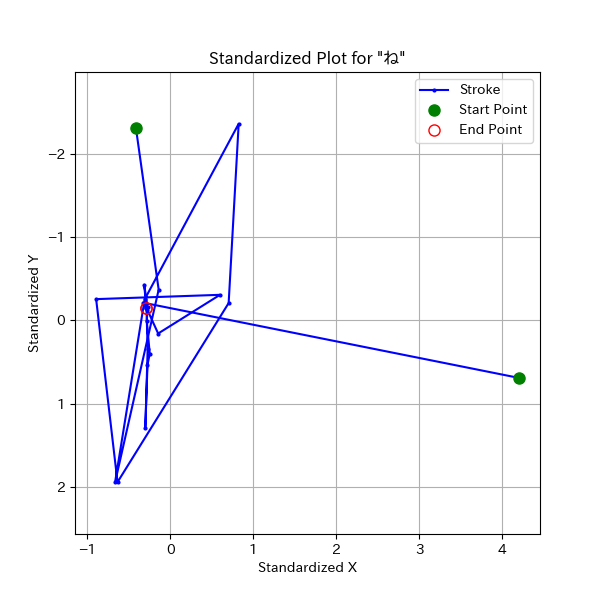 Standardized Plot for "ね"
Stroke
Start Point
End Point
Standardized Y
−2
−1
0
1
2
−1 0 1 2 3 4
Standardized X